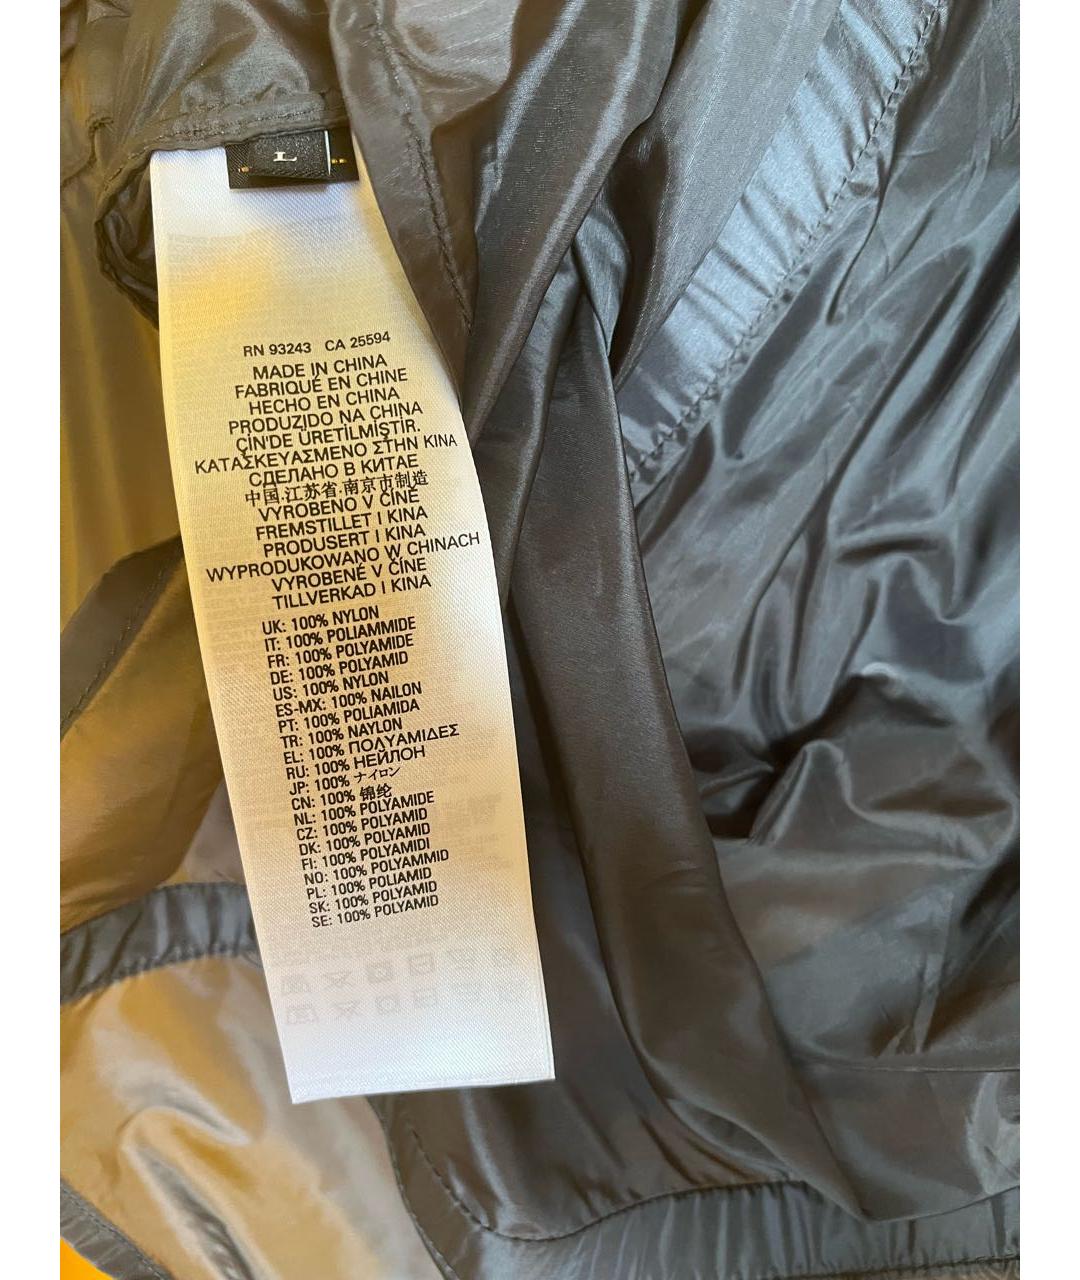 L
RN 93243 CA 25594
MADE IN CHINA
FABRIQUÉ EN CHINE
HECHO EN CHINA
PRODUZIDO NA CHINA
ÇİN'DE ÜRETİLMİŞTİR.
ΚΑΤΑΣΚΕΥΑΣΜΕΝΟ ΣΤΗΝ ΚΙΝΑ
СДЕЛАНО В КИТАЕ
中国.江苏省.南京市制造
VYROBENO V ČÍNĚ
FREMSTILLET I KINA
PRODUSERT I KINA
WYPRODUKOWANO W CHINACH
VYROBENÉ V ČÍNE
TILLVERKAD I KINA
UK: 100% NYLON
IT: 100% POLIAMMIDE
FR: 100% POLYAMIDE
DE: 100% POLYAMID
US: 100% NYLON
ES-MX: 100% NAILON
PT: 100% POLIAMIDA
TR: 100% NAYLON
EL: 100% ΠΟΛΥΑΜΙΔΕΣ
RU: 100% НЕЙЛОН
JP: 100% ナイロン
CN: 100% 锦纶
NL: 100% POLYAMIDE
CZ: 100% POLYAMID
DK: 100% POLYAMID
FI: 100% POLYAMIDI
NO: 100% POLYAMMID
PL: 100% POLIAMID
SK: 100% POLYAMID
SE: 100% POLYAMID